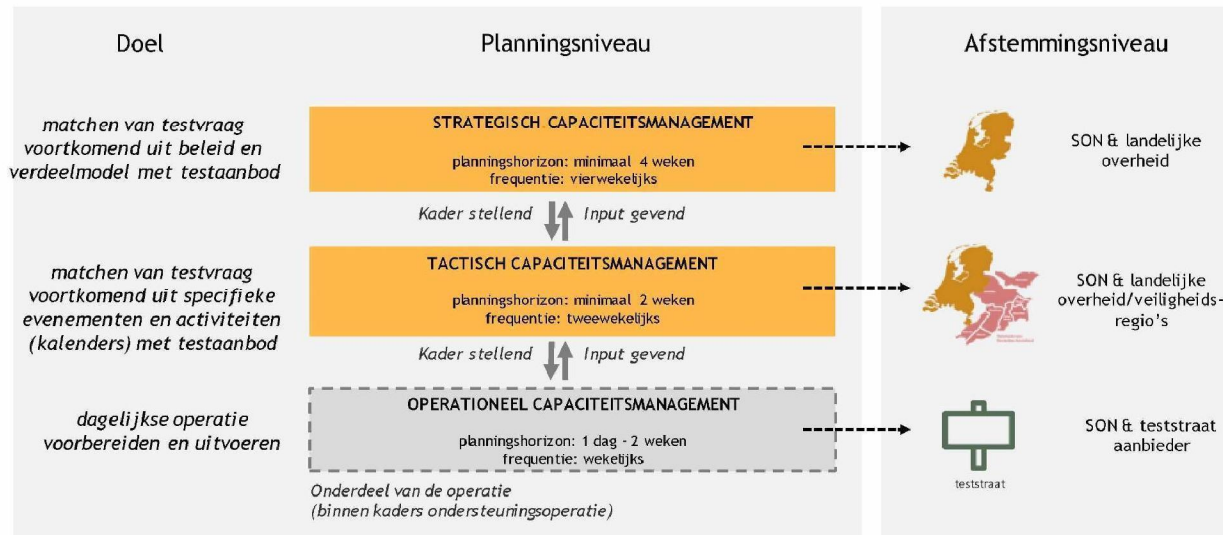 Doel
Planningsniveau
Afstemmingsniveau
matchen van testvraag
voortkomend uit beleid en
verdeelmodel met testaanbod
STRATEGISCH CAPACITEITSMANAGEMENT
planningshorizon: minimaal 4 weken
frequentie: vierwekelijks
SON & landelijke
overheid
Kader stellend
Input gevend
matchen van testvraag
voortkomend uit specifieke
evenementen en activiteiten
(kalenders) met testaanbod
TACTISCH CAPACITEITSMANAGEMENT
planningshorizon: minimaal 2 weken
frequentie: tweewekelijks
SON & landelijke
overheid/veiligheids-
regio's
Kader stellend
Input gevend
dagelijkse operatie
voorbereiden en uitvoeren
OPERATIONEEL CAPACITEITSMANAGEMENT
planningshorizon: 1 dag - 2 weken
frequentie: wekelijks
SON & teststraat
aanbieder
teststraat
Onderdeel van de operatie
(binnen kaders ondersteuningsoperatie)